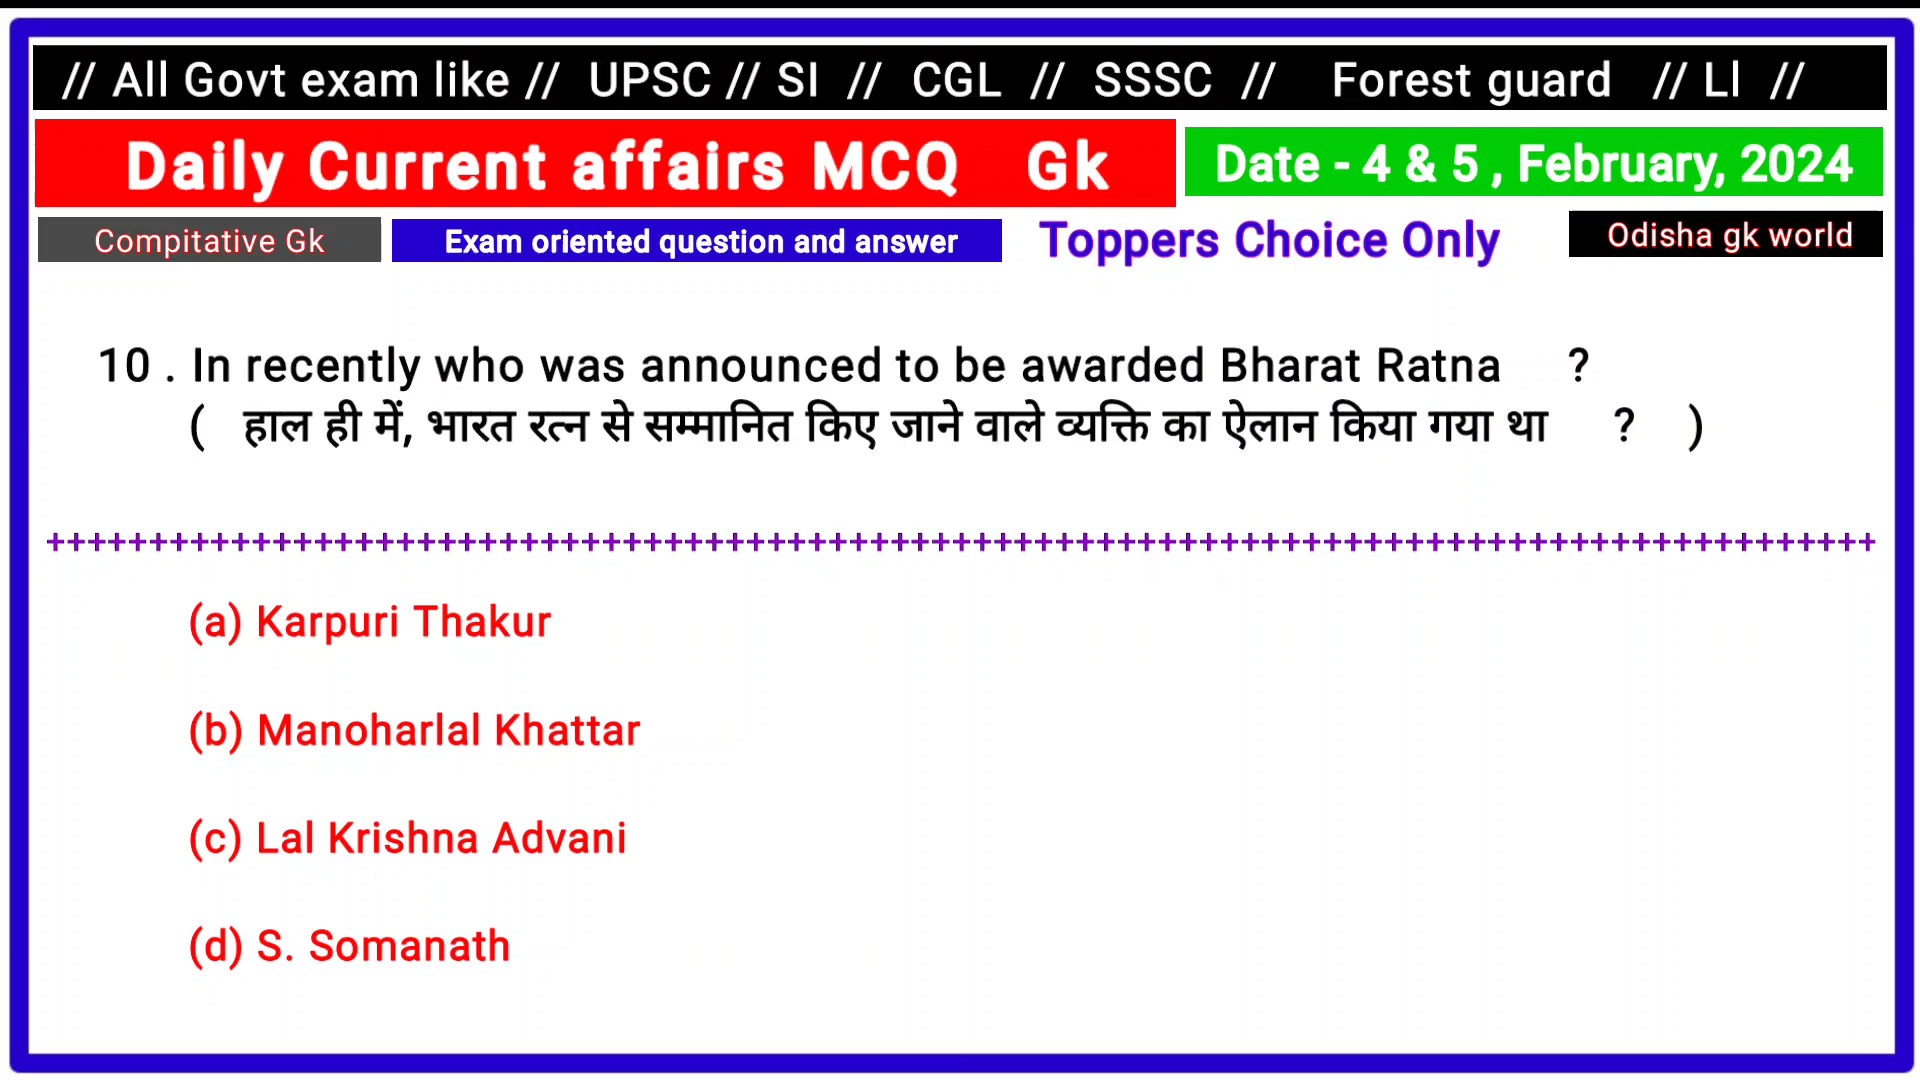 // All Govt exam like // UPSC // SI // CGL // SSSC // Forest guard // Ll //
Daily Current affairs MCQ Gk
Date - 4 & 5 , February, 2024
Compitative Gk
Exam oriented question and answer
Toppers Choice Only
Odisha gk world
10 . In recently who was announced to be awarded Bharat Ratna ?
( हाल ही में, भारत रत्न से सम्मानित किए जाने वाले व्यक्ति का ऐलान किया गया था ? )
+++++++++++++++++++++++++++++++++++++++++++++++++++++++++++++++++++++++++++++++++++++++++
(a) Karpuri Thakur
(b) Manoharlal Khattar
(c) Lal Krishna Advani
(d) S. Somanath